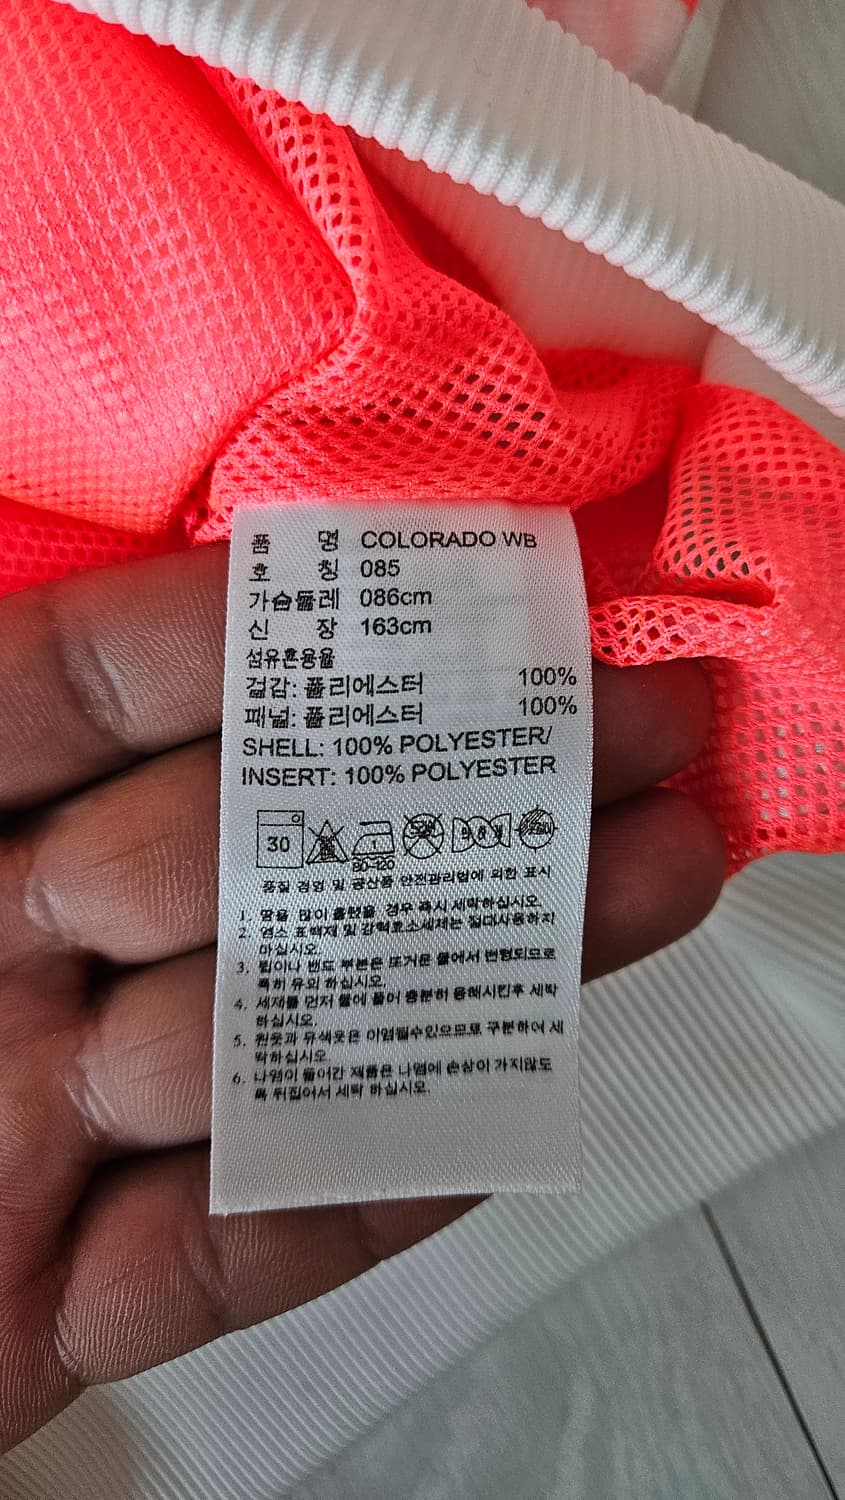 품 명 COLORADO WB
호 칭 085
가슴둘레 086cm
신 장 163cm
섬유혼용율
겉감: 폴리에스터 100%
패널: 폴리에스터 100%
SHELL: 100% POLYESTER/
INSERT: 100% POLYESTER
30
1
80~120
품질 경영 및 공산품 안전관리법에 의한 표시
1. 땀을 많이 흘렸을 경우 즉시 세탁하십시오.
2. 염소 표백제 및 강력효소세제는 절대사용하지
마십시오.
3. 립이나 밴드 부분은 뜨거운 물에서 변형되므로
특히 유의 하십시오.
4. 세제를 먼저 물에 풀어 충분히 용해시킨후 세탁
하십시오.
5. 흰옷과 유색옷은 이염될수있으므로 구분하여 세
탁하십시오
6. 나염이 들어간 제품은 나염에 손상이 가지않도
록 뒤집어서 세탁 하십시오.